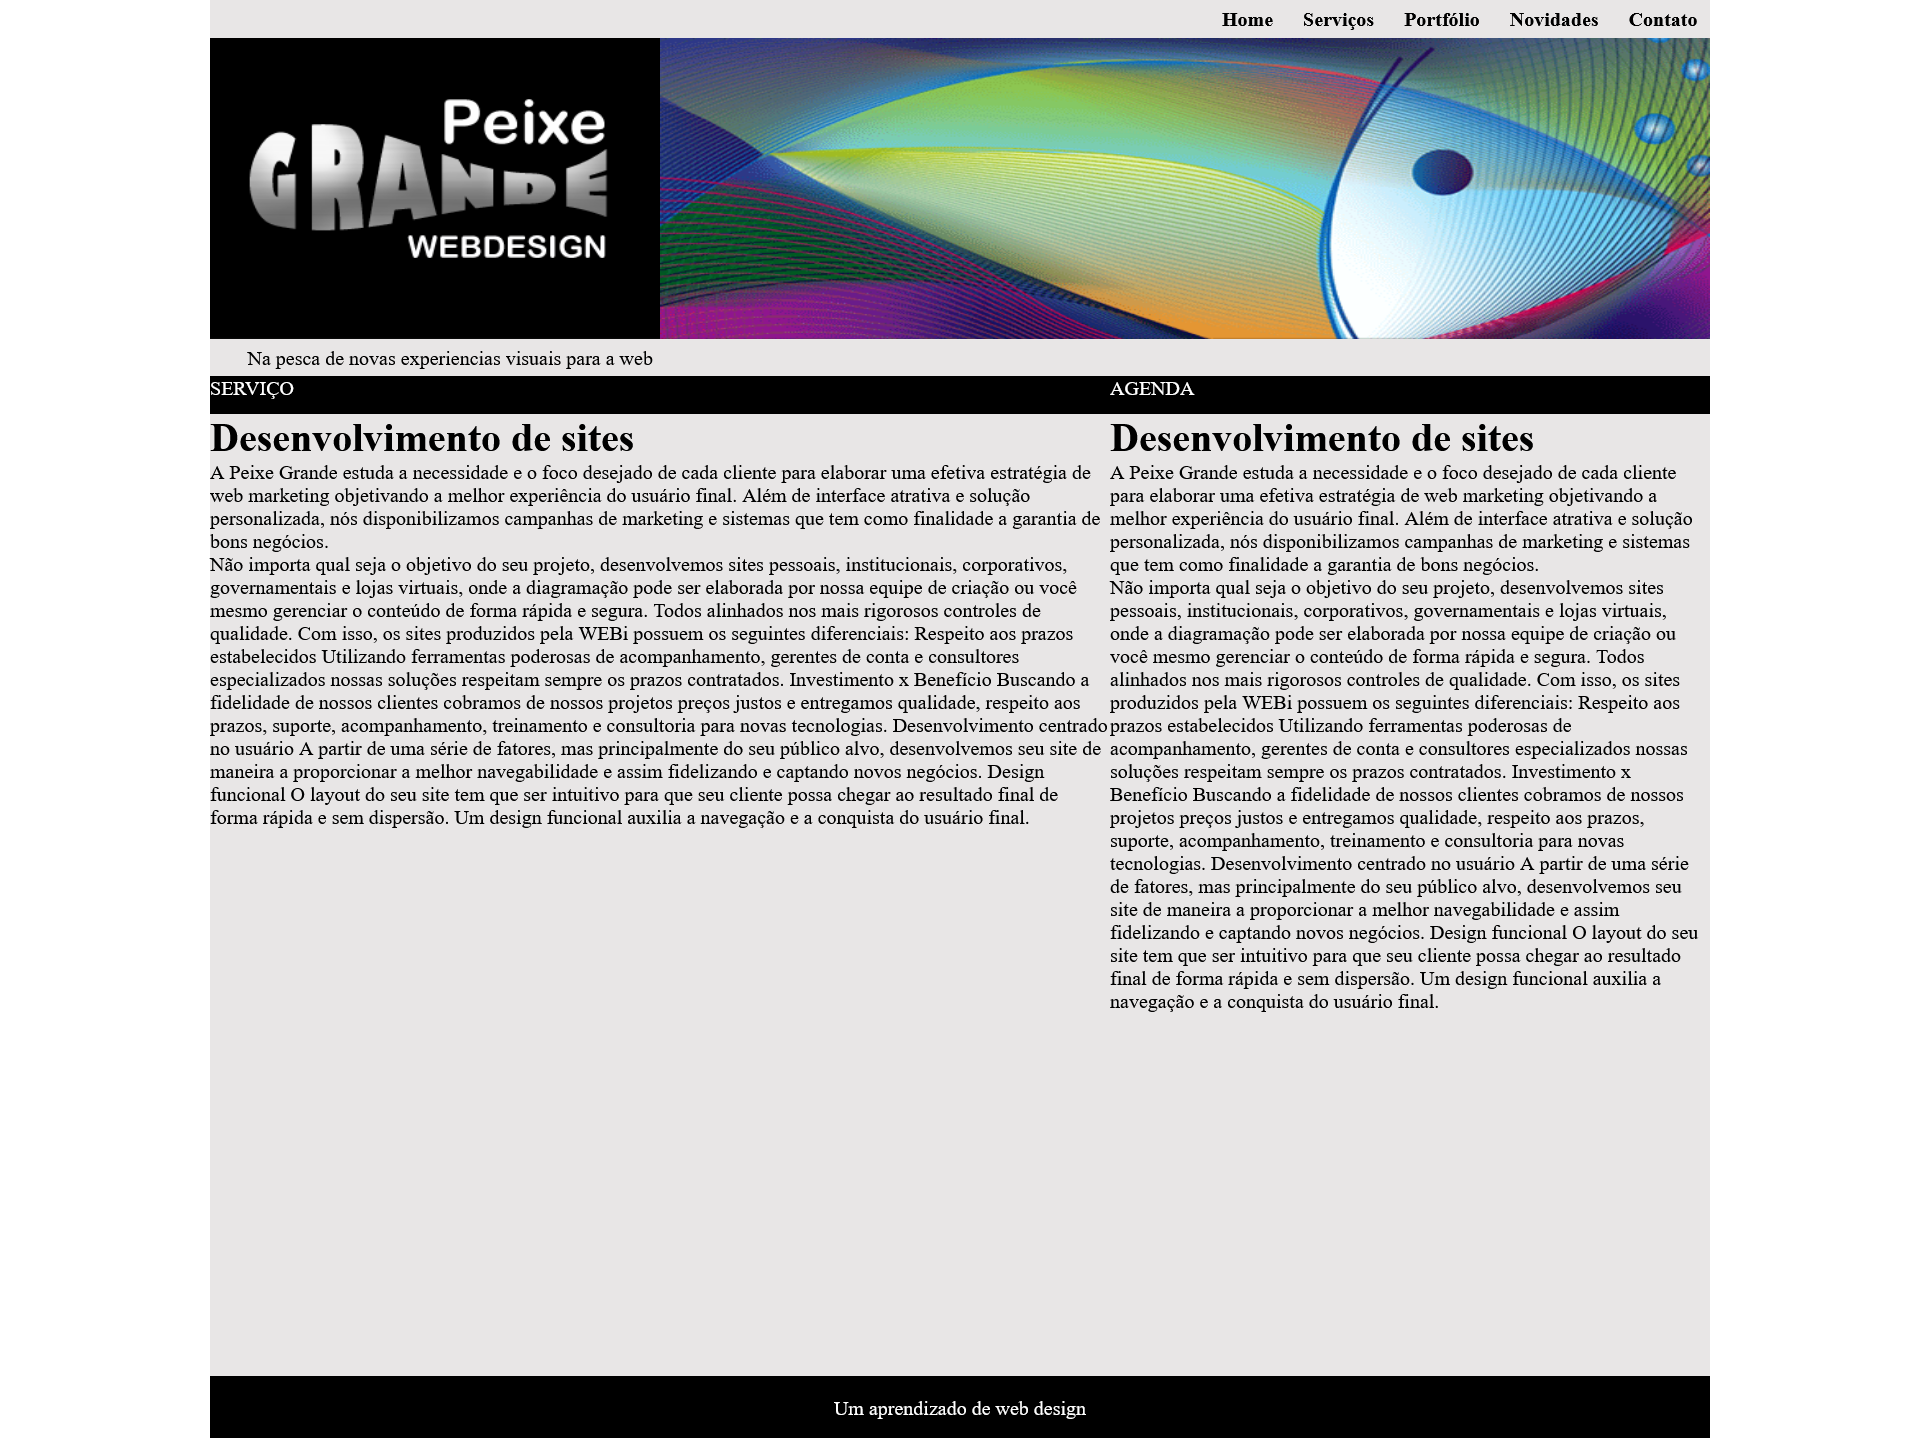 Home Serviços Portfólio Novidades Contato
Peixe
GRANDE
WEBDESIGN
Na pesca de novas experiencias visuais para a web
SERVIÇO
Desenvolvimento de sites
A Peixe Grande estuda a necessidade e o foco desejado de cada cliente para elaborar uma efetiva estratégia de
web marketing objetivando a melhor experiência do usuário final. Além de interface atrativa e solução
personalizada, nós disponibilizamos campanhas de marketing e sistemas que tem como finalidade a garantia de
bons negócios.
Não importa qual seja o objetivo do seu projeto, desenvolvemos sites pessoais, institucionais, corporativos,
governamentais e lojas virtuais, onde a diagramação pode ser elaborada por nossa equipe de criação ou você
mesmo gerenciar o conteúdo de forma rápida e segura. Todos alinhados nos mais rigorosos controles de
qualidade. Com isso, os sites produzidos pela WEBi possuem os seguintes diferenciais: Respeito aos prazos
estabelecidos Utilizando ferramentas poderosas de acompanhamento, gerentes de conta e consultores
especializados nossas soluções respeitam sempre os prazos contratados. Investimento x Benefício Buscando a
fidelidade de nossos clientes cobramos de nossos projetos preços justos e entregamos qualidade, respeito aos
prazos, suporte, acompanhamento, treinamento e consultoria para novas tecnologias. Desenvolvimento centrado
no usuário A partir de uma série de fatores, mas principalmente do seu público alvo, desenvolvemos seu site de
maneira a proporcionar a melhor navegabilidade e assim fidelizando e captando novos negócios. Design
funcional O layout do seu site tem que ser intuitivo para que seu cliente possa chegar ao resultado final de
forma rápida e sem dispersão. Um design funcional auxilia a navegação e a conquista do usuário final.
AGENDA
Desenvolvimento de sites
A Peixe Grande estuda a necessidade e o foco desejado de cada cliente
para elaborar uma efetiva estratégia de web marketing objetivando a
melhor experiência do usuário final. Além de interface atrativa e solução
personalizada, nós disponibilizamos campanhas de marketing e sistemas
que tem como finalidade a garantia de bons negócios.
Não importa qual seja o objetivo do seu projeto, desenvolvemos sites
pessoais, institucionais, corporativos, governamentais e lojas virtuais,
onde a diagramação pode ser elaborada por nossa equipe de criação ou
você mesmo gerenciar o conteúdo de forma rápida e segura. Todos
alinhados nos mais rigorosos controles de qualidade. Com isso, os sites
produzidos pela WEBi possuem os seguintes diferenciais: Respeito aos
prazos estabelecidos Utilizando ferramentas poderosas de
acompanhamento, gerentes de conta e consultores especializados nossas
soluções respeitam sempre os prazos contratados. Investimento x
Benefício Buscando a fidelidade de nossos clientes cobramos de nossos
projetos preços justos e entregamos qualidade, respeito aos prazos,
suporte, acompanhamento, treinamento e consultoria para novas
tecnologias. Desenvolvimento centrado no usuário A partir de uma série
de fatores, mas principalmente do seu público alvo, desenvolvemos seu
site de maneira a proporcionar a melhor navegabilidade e assim
fidelizando e captando novos negócios. Design funcional O layout do seu
site tem que ser intuitivo para que seu cliente possa chegar ao resultado
final de forma rápida e sem dispersão. Um design funcional auxilia a
navegação e a conquista do usuário final.
Um aprendizado de web design